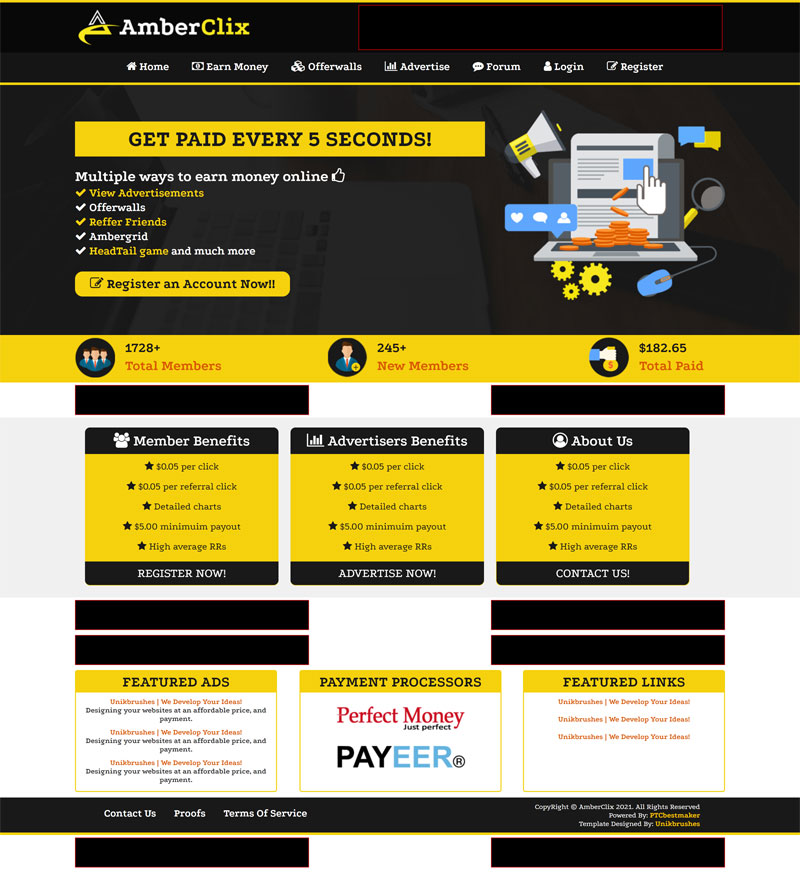 AmberClix
Home Earn Money Offerwalls Advertise Forum Login Register
GET PAID EVERY 5 SECONDS!
Multiple ways to earn money online
View Advertisements
Offerwalls
Reffer Friends
Ambergrid
HeadTail game and much more
Register an Account Now!!
1728+
Total Members
245+
New Members
$182.65
Total Paid
Member Benefits
$0.05 per click
$0.05 per referral click
Detailed charts
$5.00 minimuim payout
High average RRs
REGISTER NOW!
Advertisers Benefits
$0.05 per click
$0.05 per referral click
Detailed charts
$5.00 minimuim payout
High average RRs
ADVERTISE NOW!
About Us
$0.05 per click
$0.05 per referral click
Detailed charts
$5.00 minimuim payout
High average RRs
CONTACT US!
FEATURED ADS
Unikbrushes | We Develop Your Ideas!
Designing your websites at an affordable price, and
payment.
Unikbrushes | We Develop Your Ideas!
Designing your websites at an affordable price, and
payment.
Unikbrushes | We Develop Your Ideas!
Designing your websites at an affordable price, and
payment.
PAYMENT PROCESSORS
Perfect Money
Just perfect
PAYEER®
FEATURED LINKS
Unikbrushes | We Develop Your Ideas!
Unikbrushes | We Develop Your Ideas!
Unikbrushes | We Develop Your Ideas!
Contact Us Proofs Terms Of Service
CopyRight © AmberClix 2021. All Rights Reserved
Powered By: PTCbestmaker
Template Designed By: Unikbrushes